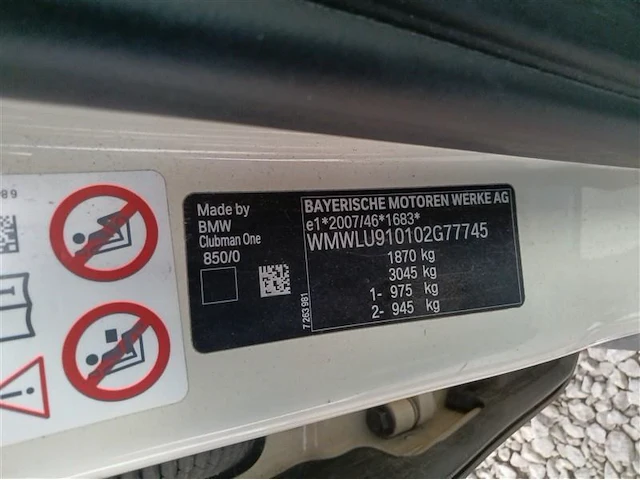 Made by
BMW
Clubman One
850/0
BAYERISCHE MOTOREN WERKE AG
e1*2007/46*1683*
WMWLU910102G77745
1870 kg
3045 kg
1- 975 kg
2- 945 kg
7 263 981